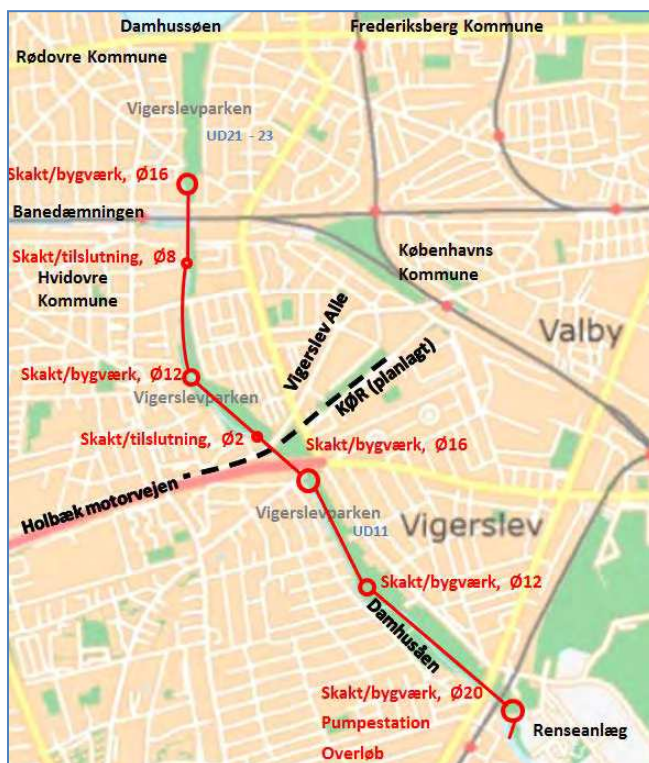 Damhussøen
Frederiksberg Kommune
Rødovre Kommune
Vigerslevparken
UD21 - 23
Skakt/bygværk, Ø16
Banedæmningen
Skakt/tilslutning, Ø8
Københavns
Kommune
Hvidovre
Kommune
Valby
Vigerslev Alle
KØR (planlagt)
Skakt/bygværk, Ø12
Vigerslevparken
Skakt/tilslutning, Ø2
Skakt/bygværk, Ø16
Holbæk motorvejen
Vigerslevparken
Vigerslev
UD11
Skakt/bygværk, Ø12
Damhusåen
Skakt/bygværk, Ø20
Pumpestation
Overløb
Renseanlæg